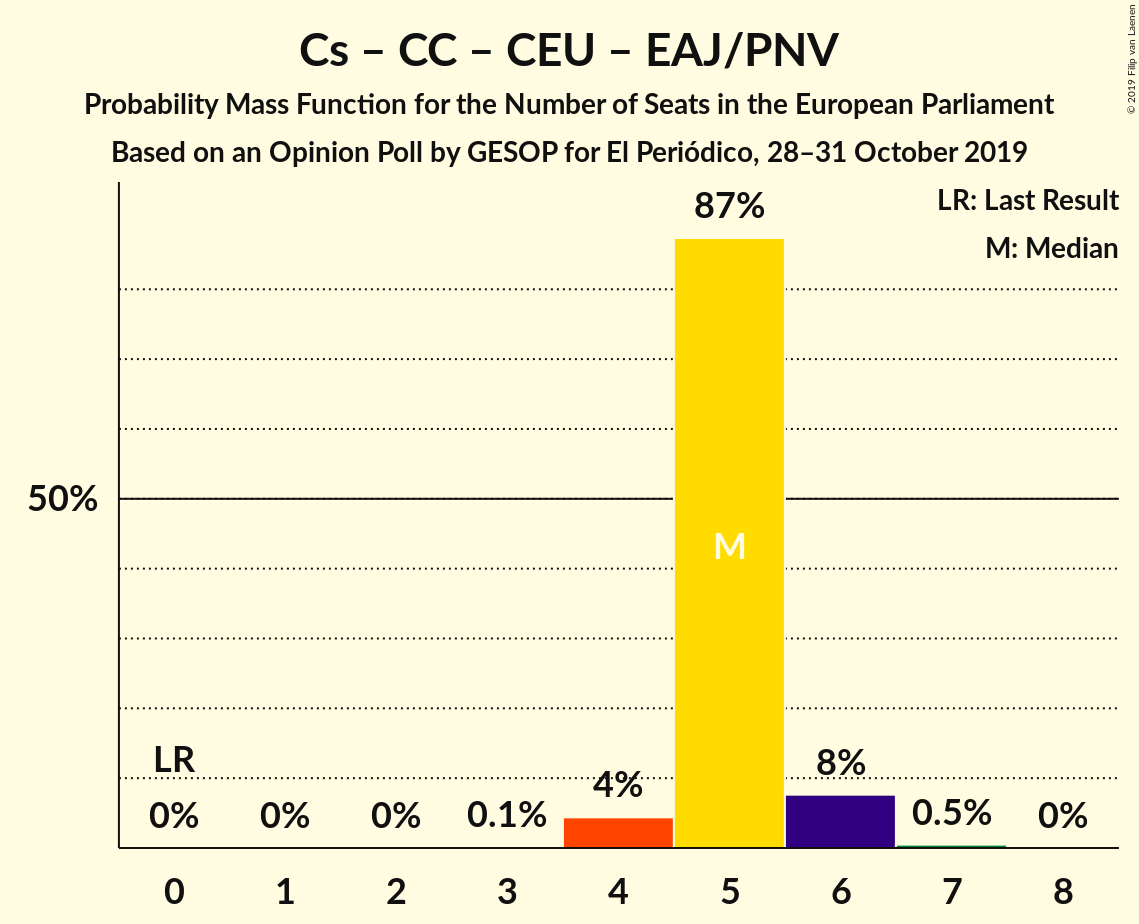 Cs – CC – CEU – EAJ/PNV
Probability Mass Function for the Number of Seats in the European Parliament
Based on an Opinion Poll by GESOP for El Periódico, 28–31 October 2019
© 2019 Filip van Laenen
LR: Last Result
M: Median
87%
50%
M
LR
0%
0%
0%
0.1%
4%
8%
0.5%
0%
0 1 2 3 4 5 6 7 8